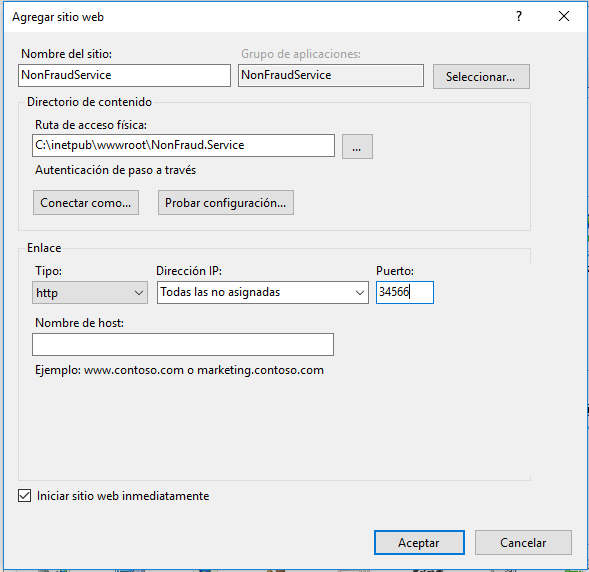 Agregar sitio web
?
Nombre del sitio:
Grupo de aplicaciones:
NonFraudService
NonFraudService
Seleccionar...
Directorio de contenido
Ruta de acceso física:
C:\inetpub\wwwroot\NonFraud.Service
...
Autenticación de paso a través
Conectar como...
Probar configuración...
Enlace
Tipo:
Dirección IP:
Puerto:
http
Todas las no asignadas
34566
Nombre de host:
Ejemplo: www.contoso.com o marketing.contoso.com
Iniciar sitio web inmediatamente
Aceptar
Cancelar